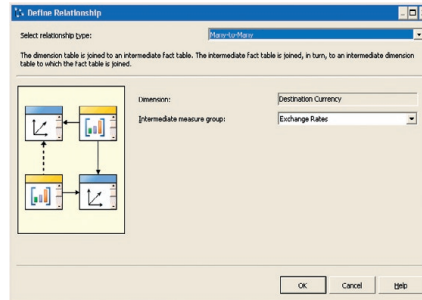 Define Relationship
Select relationship type:
Many-to-Many
The dimension table is joined to an intermediate fact table. The intermediate fact table is joined, in turn, to an intermediate dimension
table to which the fact table is joined.
Dimension:
Destination Currency
Intermediate measure group:
Exchange Rates
OK
Cancel
Help